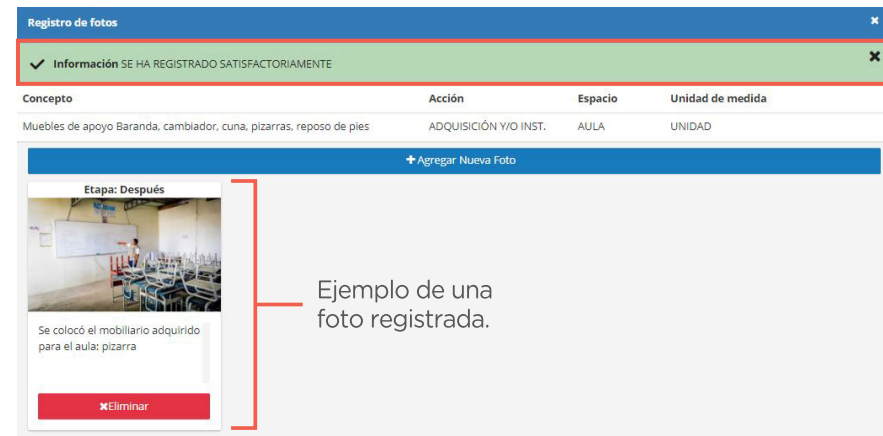 Registro de fotos
Información SE HA REGISTRADO SATISFACTORIAMENTE
Concepto Acción Espacio Unidad de medida
Muebles de apoyo Baranda, cambiador, cuna, pizarras, reposo de pies ADQUISICIÓN Y/O INST. AULA UNIDAD
+ Agregar Nueva Foto
Etapa: Después
Se colocó el mobiliario adquirido
para el aula: pizarra
Eliminar
Ejemplo de una
foto registrada.